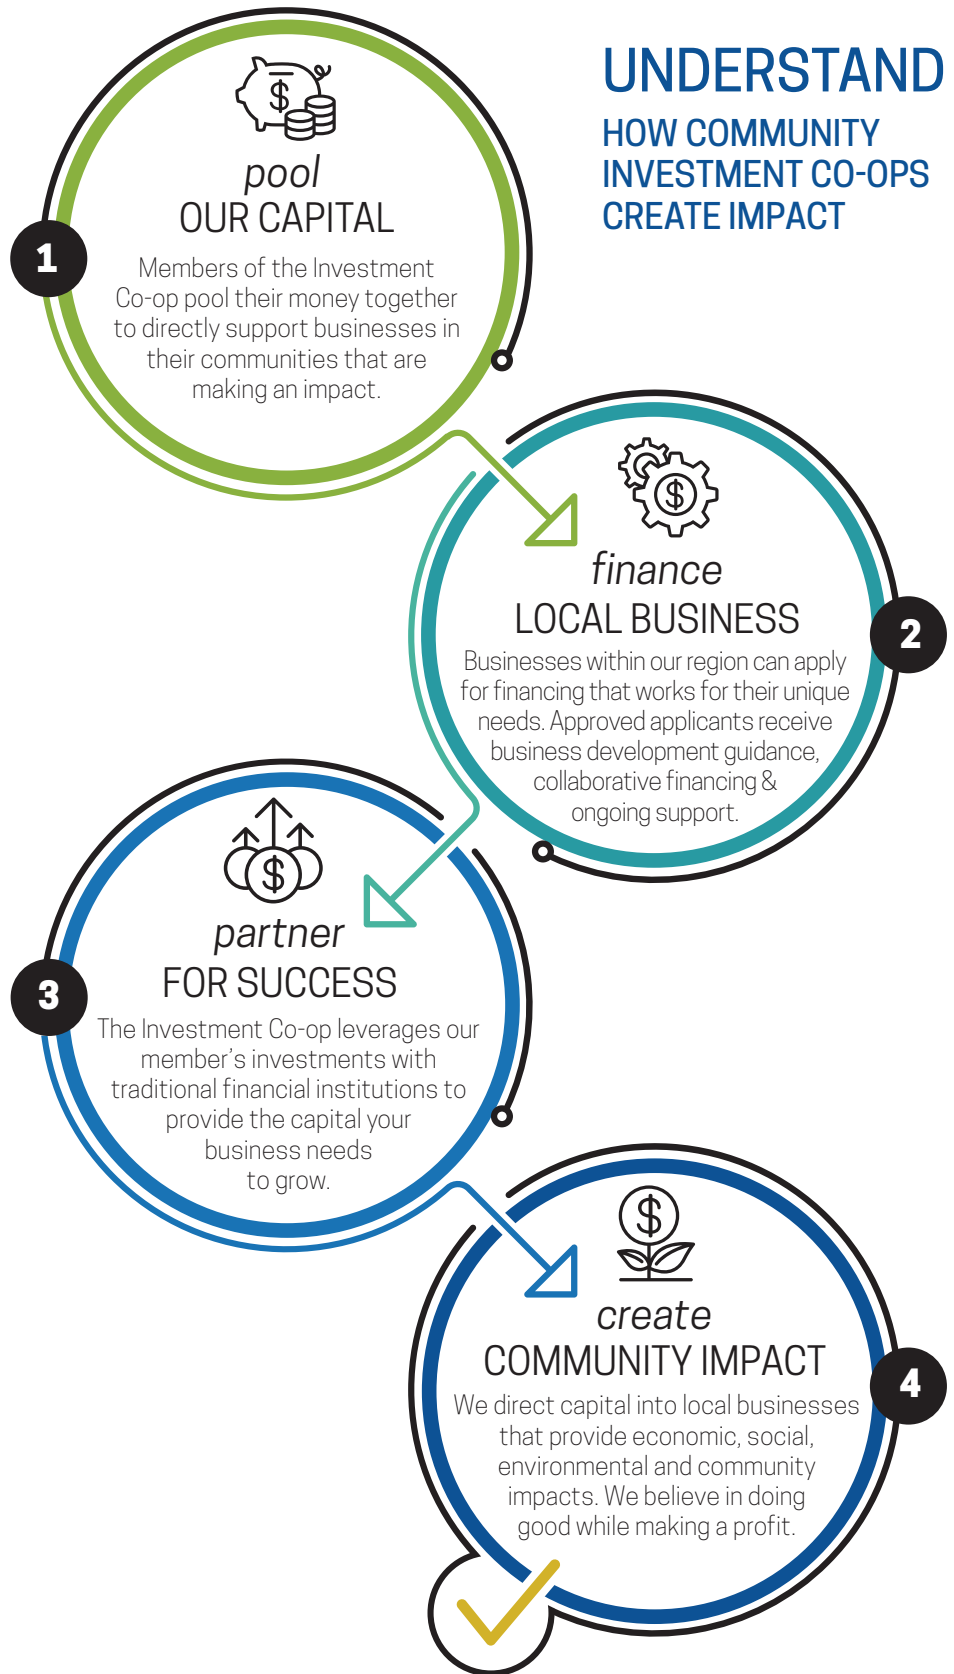 UNDERSTAND
HOW COMMUNITY
INVESTMENT CO-OPS
CREATE IMPACT
$
pool
OUR CAPITAL
1
Members of the Investment
Co-op pool their money together
to directly support businesses in
their communities that are
making an impact.
$
finance
LOCAL BUSINESS
2
Businesses within our region can apply
for financing that works for their unique
needs. Approved applicants receive
business development guidance,
collaborative financing &
ongoing support.
$
partner
FOR SUCCESS
3
The Investment Co-op leverages our
member's investments with
traditional financial institutions to
provide the capital your
business needs
to grow.
$
create
COMMUNITY IMPACT
4
We direct capital into local businesses
that provide economic, social,
environmental and community
impacts. We believe in doing
good while making a profit.